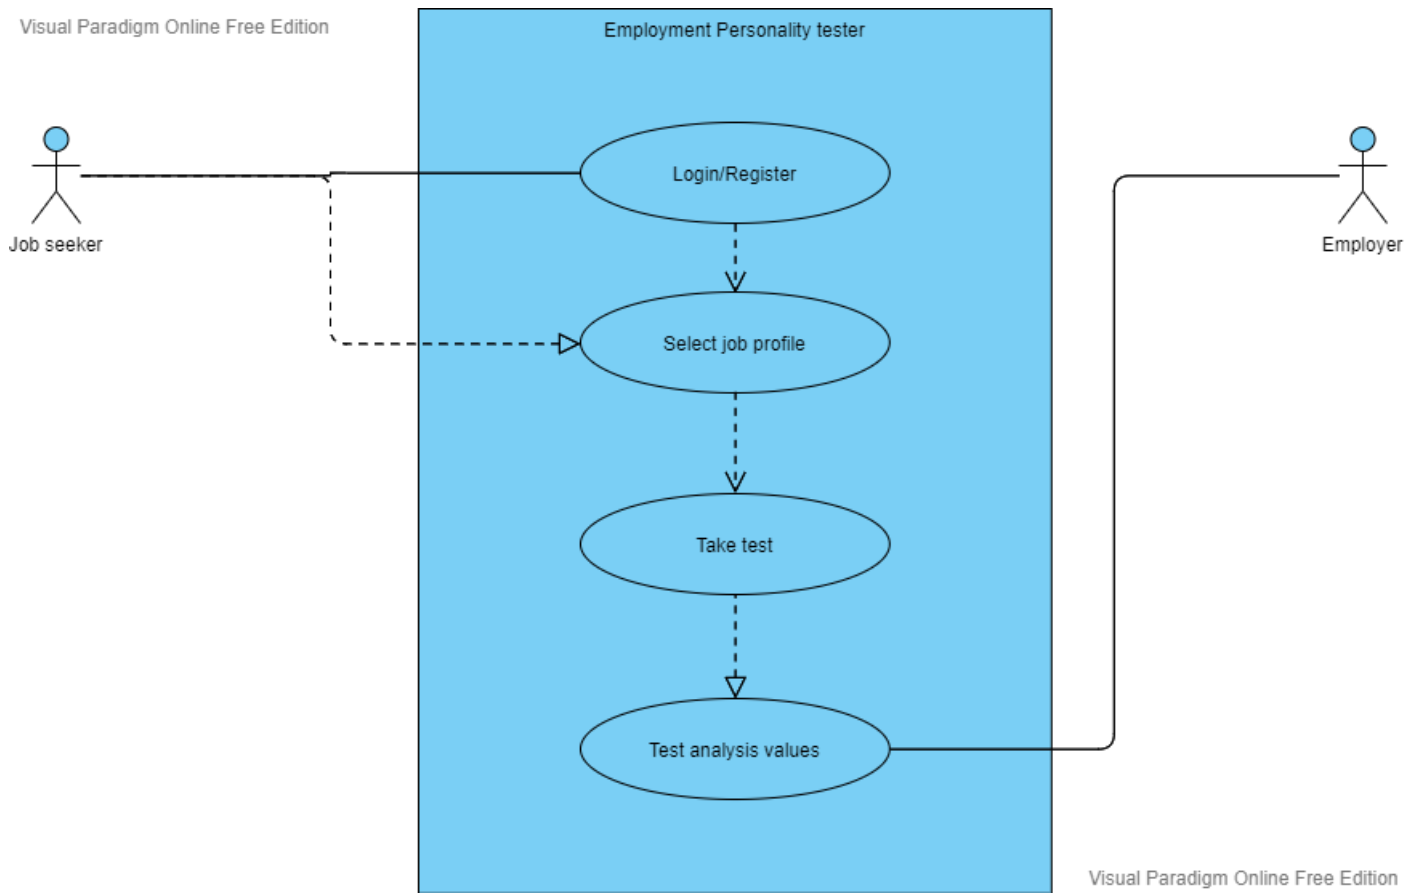 Visual Paradigm Online Free Edition
Employment Personality tester
Login/Register
Job seeker
Employer
Select job profile
Take test
Test analysis values
Visual Paradigm Online Free Edition